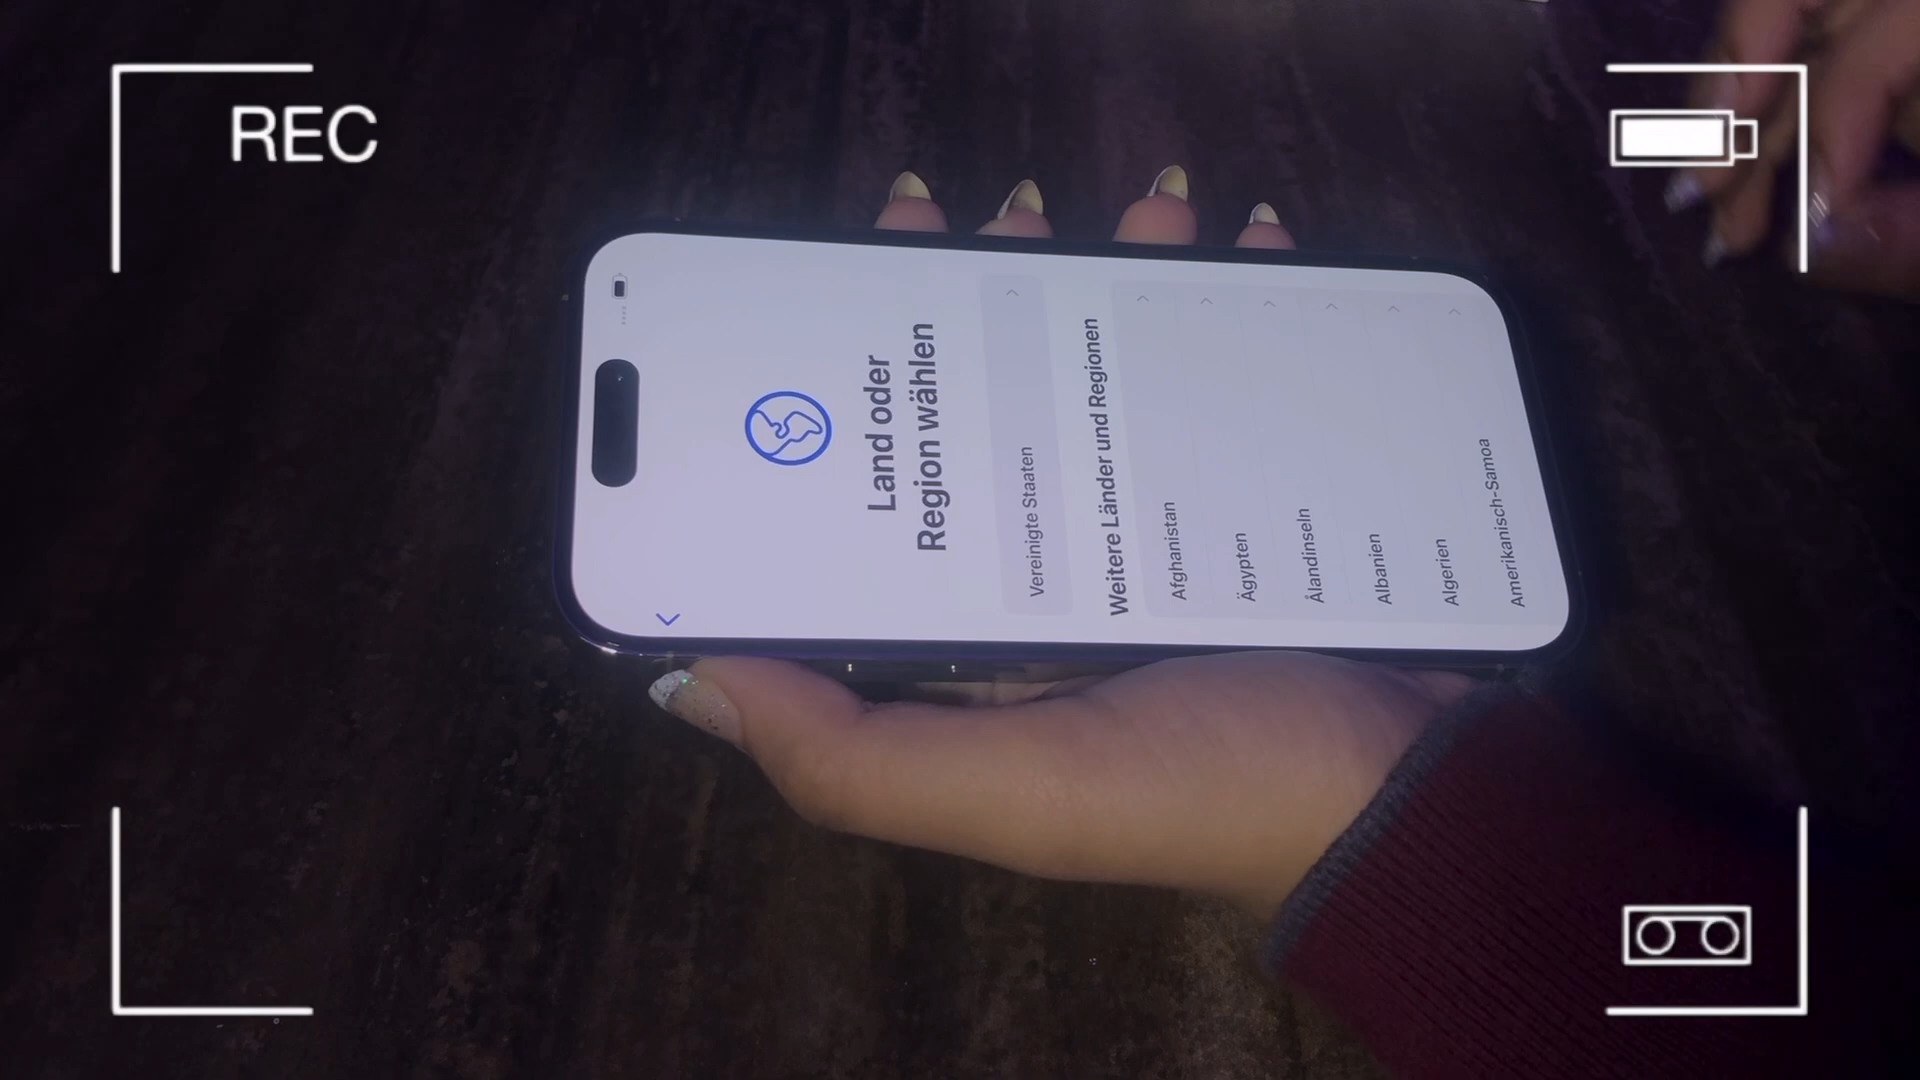 REC
Land oder
Region wählen
Vereinigte Staaten
Weitere Länder und Regionen
Afghanistan
Ägypten
Ålandinseln
Albanien
Algerien
Amerikanisch-Samoa